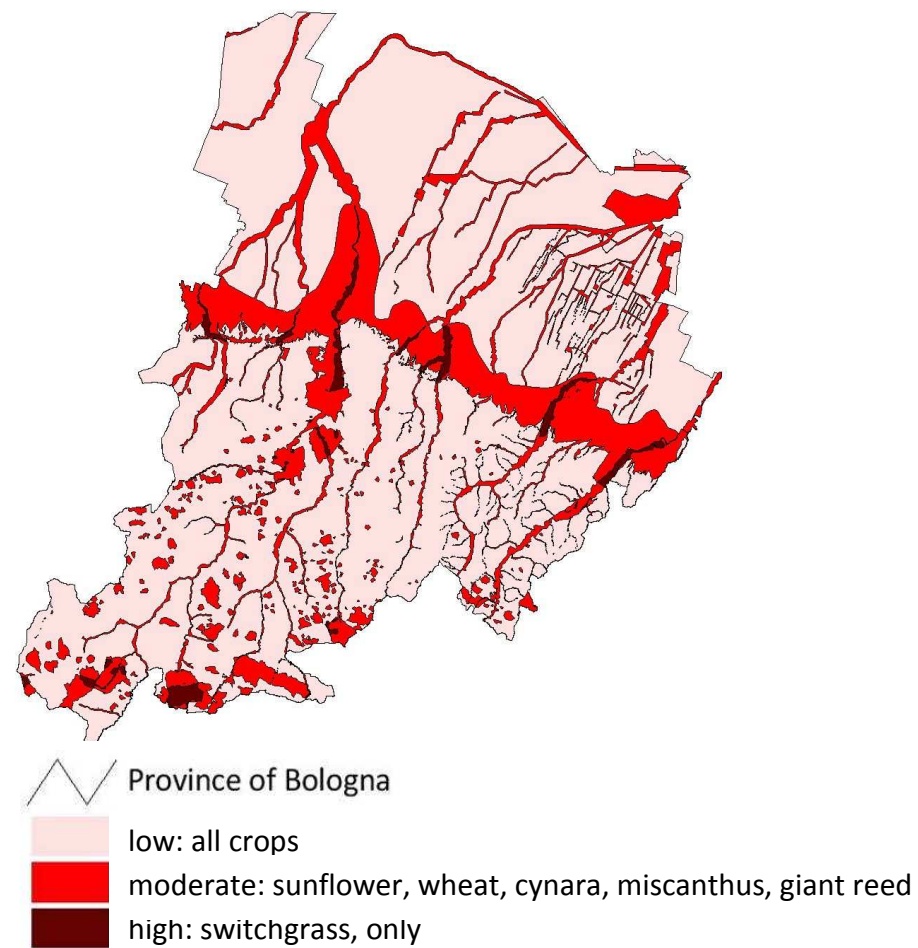 Province of Bologna
low: all crops
moderate: sunflower, wheat, cynara, miscanthus, giant reed
high: switchgrass, only